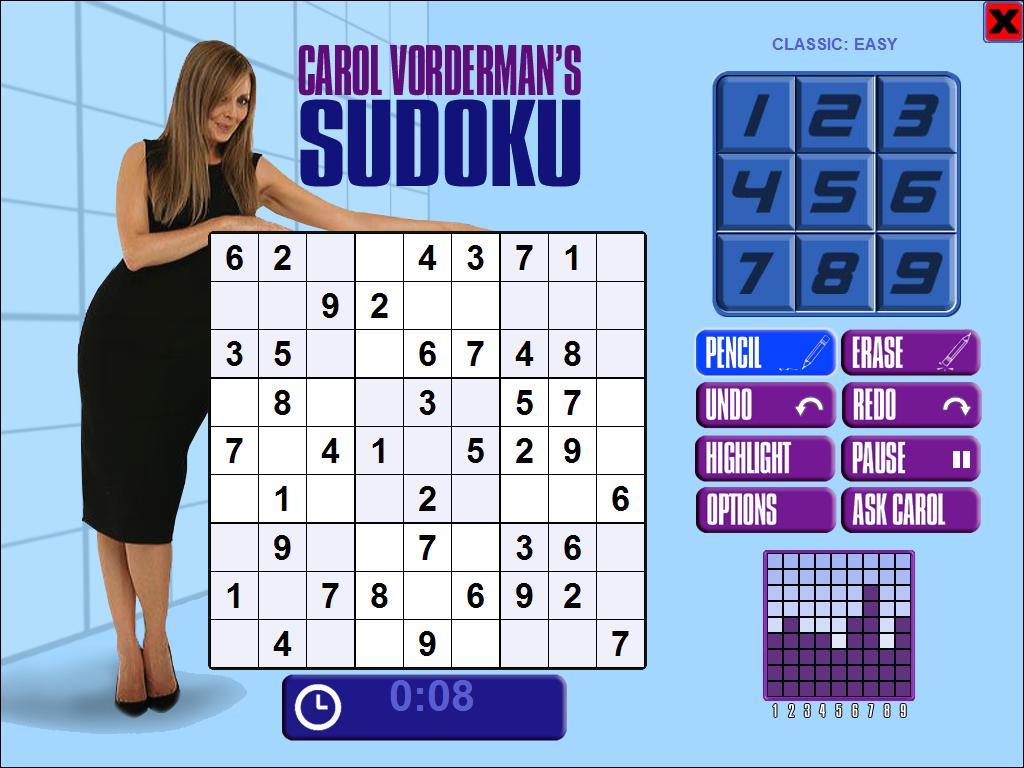 CLASSIC: EASY
CAROL VORDERMAN'S
SUDOKU
1 2 3
4 5 6
7 8 9
6 2 4 3 7 1
9 2
3 5 6 7 4 8
8 3 5 7
7 4 1 5 2 9
1 2 6
9 7 3 6
1 7 8 6 9 2
4 9 7
PENCIL ERASE
UNDO REDO
HIGHLIGHT PAUSE
OPTIONS ASK CAROL
1 2 3 4 5 6 7 8 9
0:08